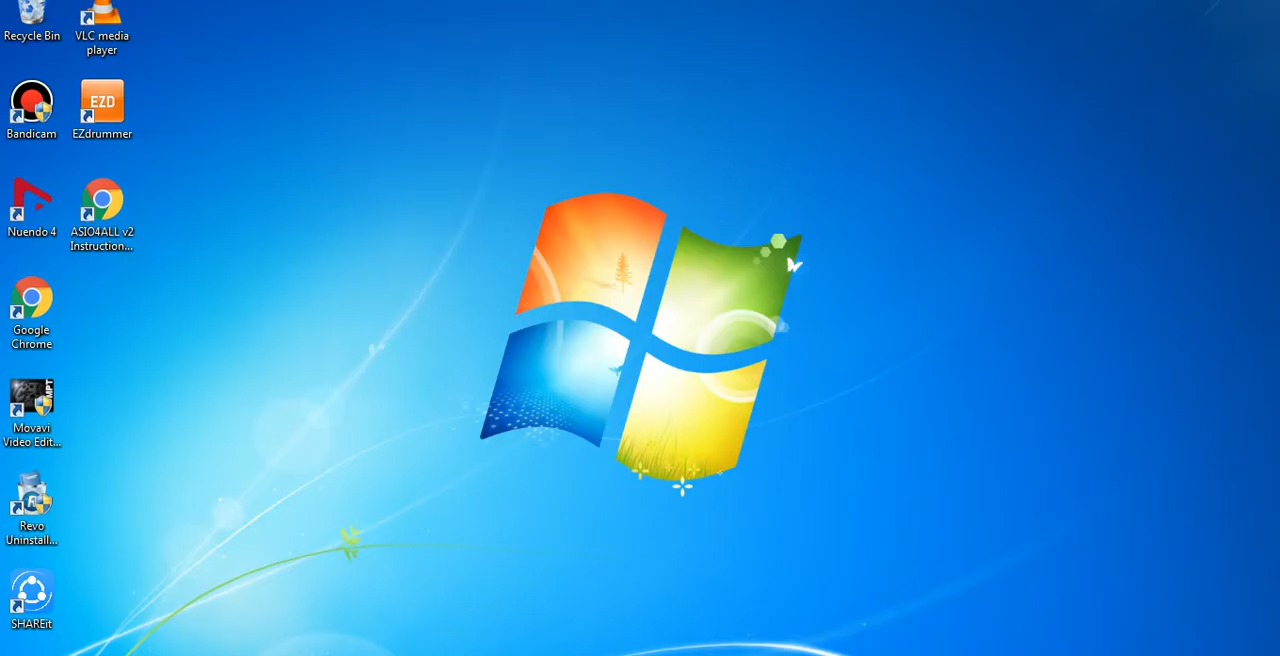 Recycle Bin
VLC media
player
Bandicam
EZD
EZdrummer
Nuendo 4
ASIO4ALL v2
Instruction...
Google
Chrome
MPT
Movavi
Video Edit...
Revo
Uninstall...
SHAREit